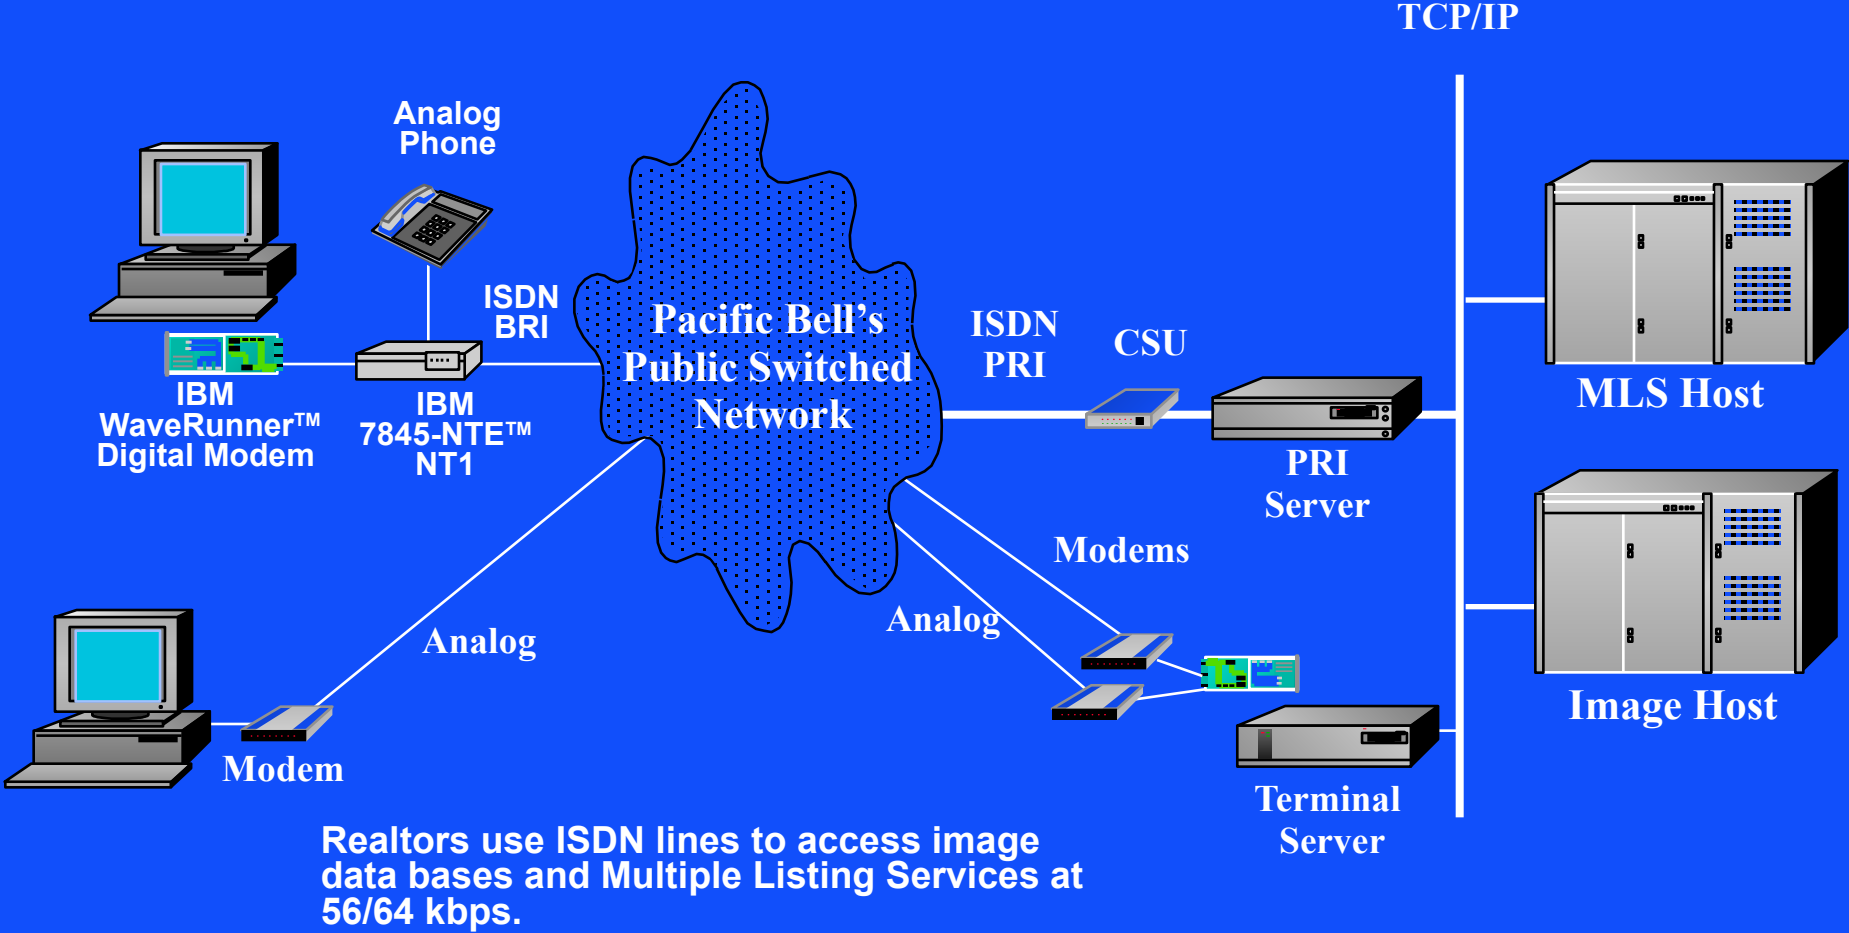 TCP/IP
Analog
Phone
ISDN
BRI
IBM
WaveRunner™
Digital Modem
IBM
7845-NTE™
NT1
Pacific Bell’s
Public Switched
Network
ISDN
PRI
CSU
PRI
Server
MLS Host
Modems
Analog
Analog
Image Host
Modem
Terminal
Server
Realtors use ISDN lines to access image
data bases and Multiple Listing Services at
56/64 kbps.